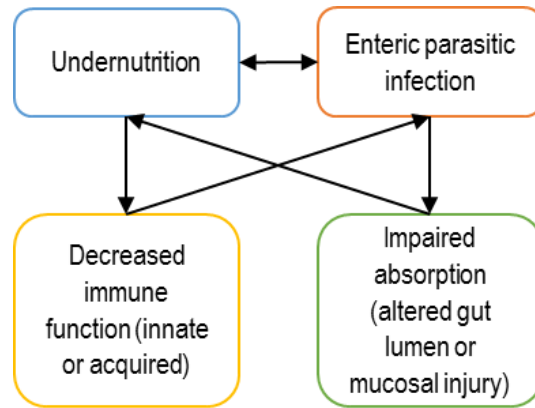 Undernutrition
Enteric parasitic
infection
Decreased
immune
function (innate
or acquired)
Impaired
absorption
(altered gut
lumen or
mucosal injury)